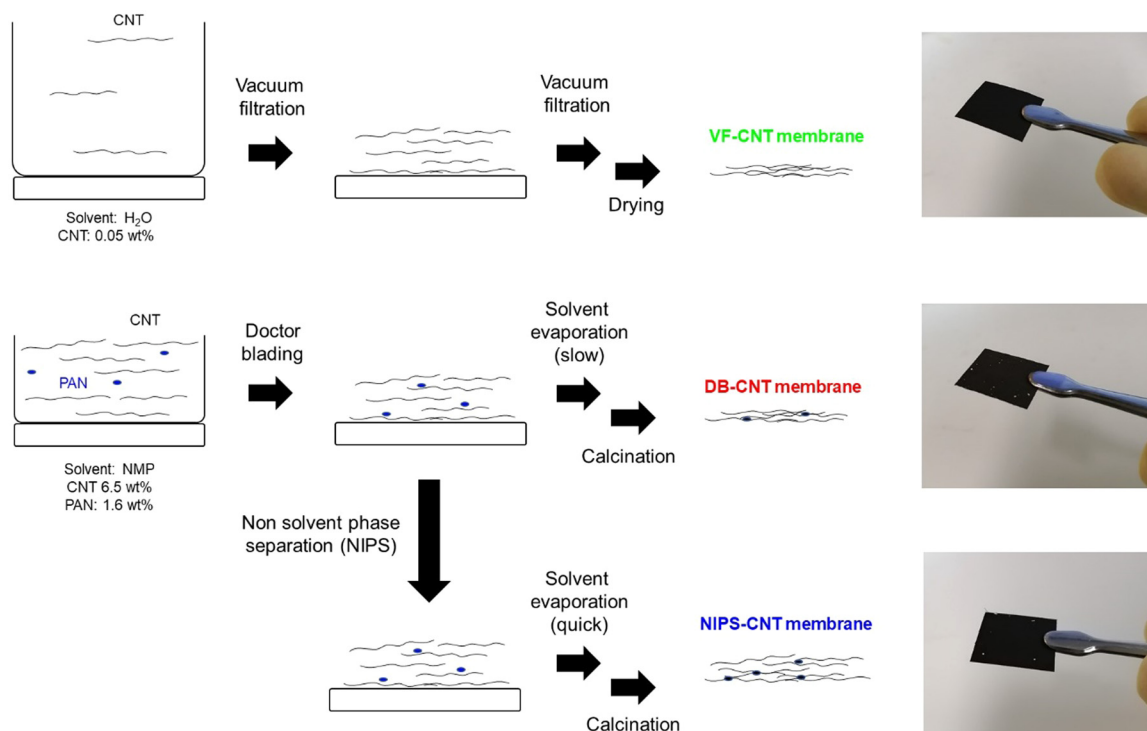 CNT
Vacuum
filtration
Vacuum
filtration
Drying
VF-CNT membrane
Solvent: H₂O
CNT: 0.05 wt%
CNT
PAN
Doctor
blading
Solvent
evaporation
(slow)
Calcination
DB-CNT membrane
Solvent: NMP
CNT 6.5 wt%
PAN: 1.6 wt%
Non solvent phase
separation (NIPS)
Solvent
evaporation
(quick)
Calcination
NIPS-CNT membrane